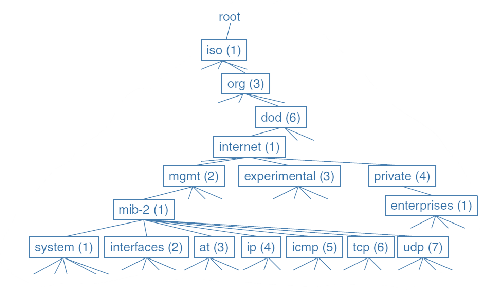 root
iso (1)
org (3)
dod (6)
internet (1)
mgmt (2) experimental (3) private (4)
mib-2 (1) enterprises (1)
system (1) interfaces (2) at (3) ip (4) icmp (5) tcp (6) udp (7)